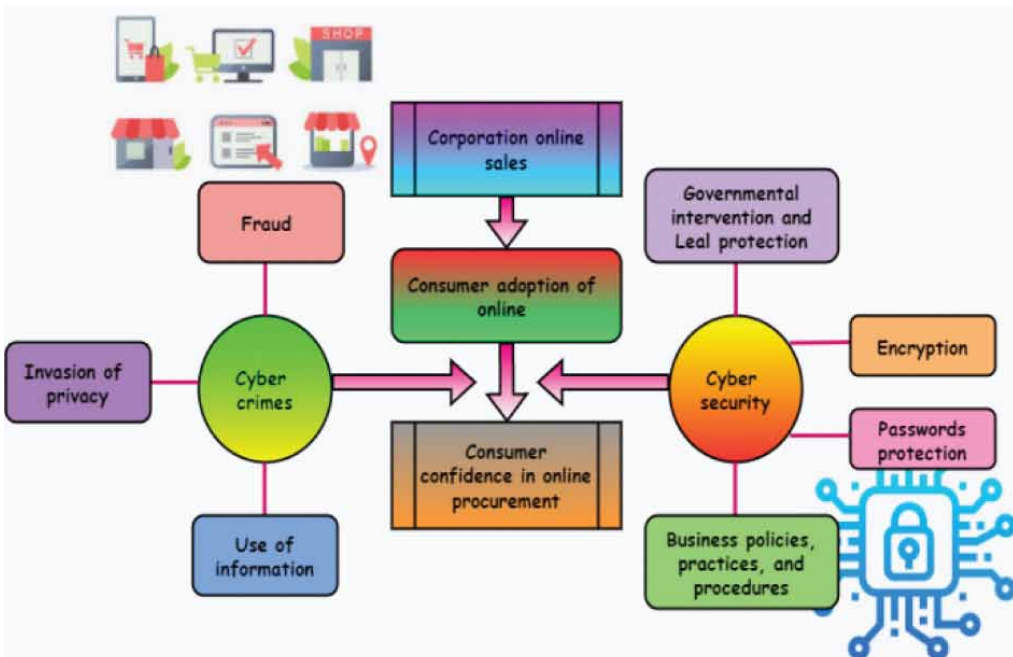 SHOP
Corporation online
sales
Fraud
Governmental
intervention and
Leal protection
Consumer adoption of
online
Invasion of
privacy
Cyber
crimes
Cyber
security
Encryption
Passwords
protection
Consumer
confidence in online
procurement
Use of
information
Business policies,
practices, and
procedures